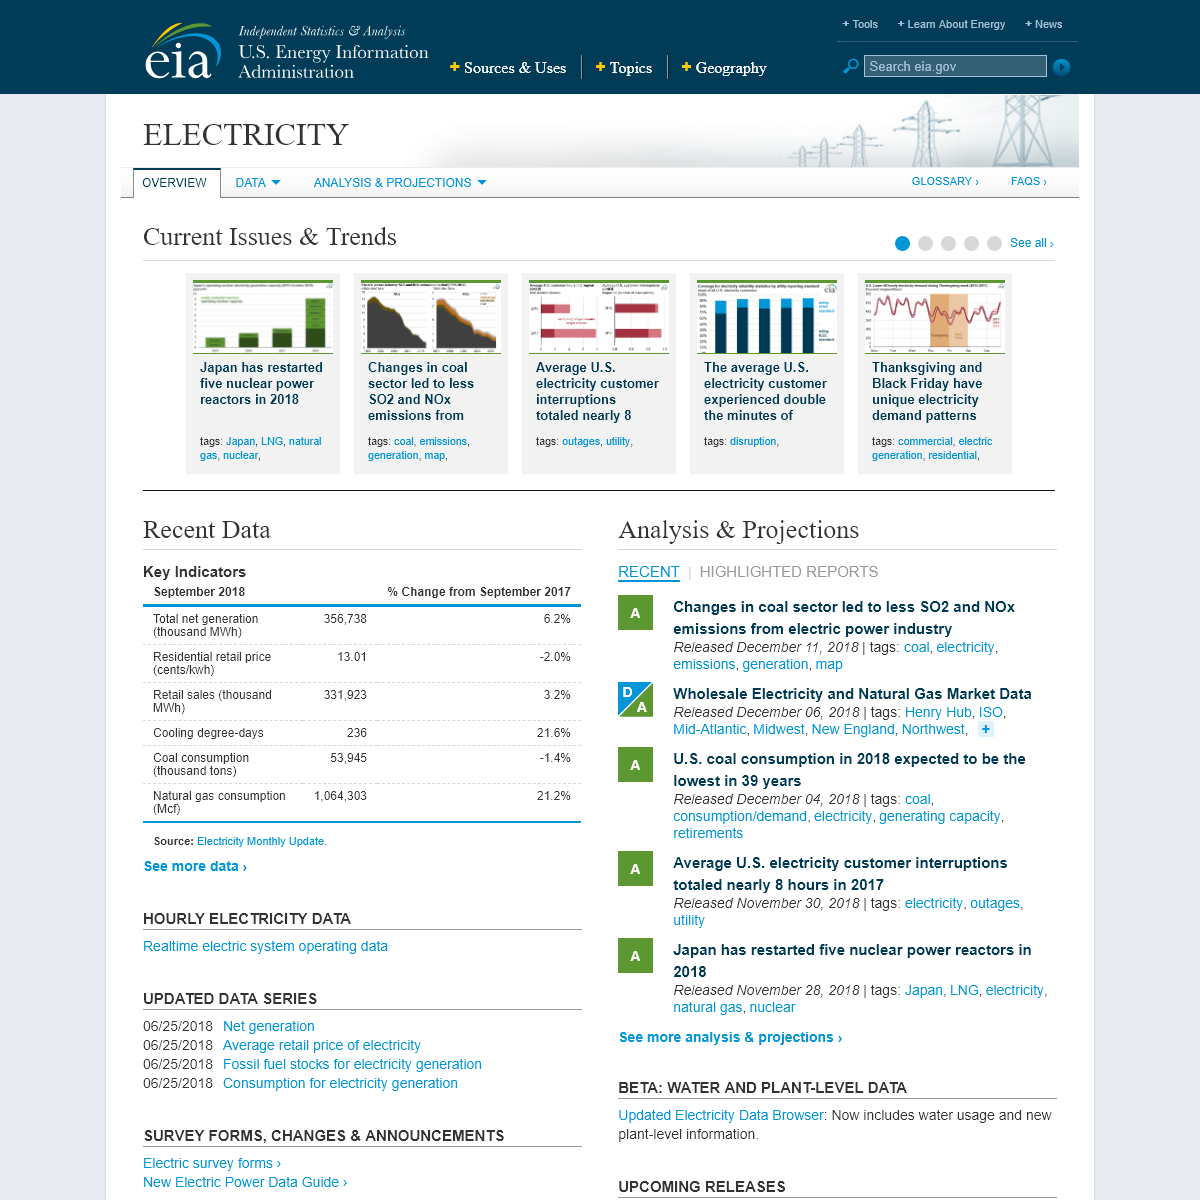 + Tools + Learn About Energy + News
eia
Independent Statistics & Analysis
U.S. Energy Information
Administration
+ Sources & Uses + Topics + Geography
Search eia.gov
ELECTRICITY
OVERVIEW DATA ANALYSIS & PROJECTIONS GLOSSARY › FAQS ›
Current Issues & Trends
See all ›
Japan has restarted
five nuclear power
reactors in 2018
tags: Japan, LNG, natural
gas, nuclear,
Changes in coal
sector led to less
SO2 and NOx
emissions from
tags: coal, emissions,
generation, map,
Average U.S.
electricity customer
interruptions
totaled nearly 8
tags: outages, utility,
The average U.S.
electricity customer
experienced double
the minutes of
tags: disruption,
Thanksgiving and
Black Friday have
unique electricity
demand patterns
tags: commercial, electric
generation, residential,
Recent Data
Key Indicators
September 2018 % Change from September 2017
Total net generation 356,738 6.2%
(thousand MWh)
Residential retail price 13.01 -2.0%
(cents/kwh)
Retail sales (thousand 331,923 3.2%
MWh)
Cooling degree-days 236 21.6%
Coal consumption 53,945 -1.4%
(thousand tons)
Natural gas consumption 1,064,303 21.2%
(Mcf)
Source: Electricity Monthly Update.
See more data ›
HOURLY ELECTRICITY DATA
Realtime electric system operating data
UPDATED DATA SERIES
06/25/2018 Net generation
06/25/2018 Average retail price of electricity
06/25/2018 Fossil fuel stocks for electricity generation
06/25/2018 Consumption for electricity generation
SURVEY FORMS, CHANGES & ANNOUNCEMENTS
Electric survey forms ›
New Electric Power Data Guide ›
Analysis & Projections
RECENT | HIGHLIGHTED REPORTS
A
Changes in coal sector led to less SO2 and NOx
emissions from electric power industry
Released December 11, 2018 | tags: coal, electricity,
emissions, generation, map
D A
Wholesale Electricity and Natural Gas Market Data
Released December 06, 2018 | tags: Henry Hub, ISO,
Mid-Atlantic, Midwest, New England, Northwest, +
A
U.S. coal consumption in 2018 expected to be the
lowest in 39 years
Released December 04, 2018 | tags: coal,
consumption/demand, electricity, generating capacity,
retirements
A
Average U.S. electricity customer interruptions
totaled nearly 8 hours in 2017
Released November 30, 2018 | tags: electricity, outages,
utility
A
Japan has restarted five nuclear power reactors in
2018
Released November 28, 2018 | tags: Japan, LNG, electricity,
natural gas, nuclear
See more analysis & projections ›
BETA: WATER AND PLANT-LEVEL DATA
Updated Electricity Data Browser: Now includes water usage and new
plant-level information.
UPCOMING RELEASES